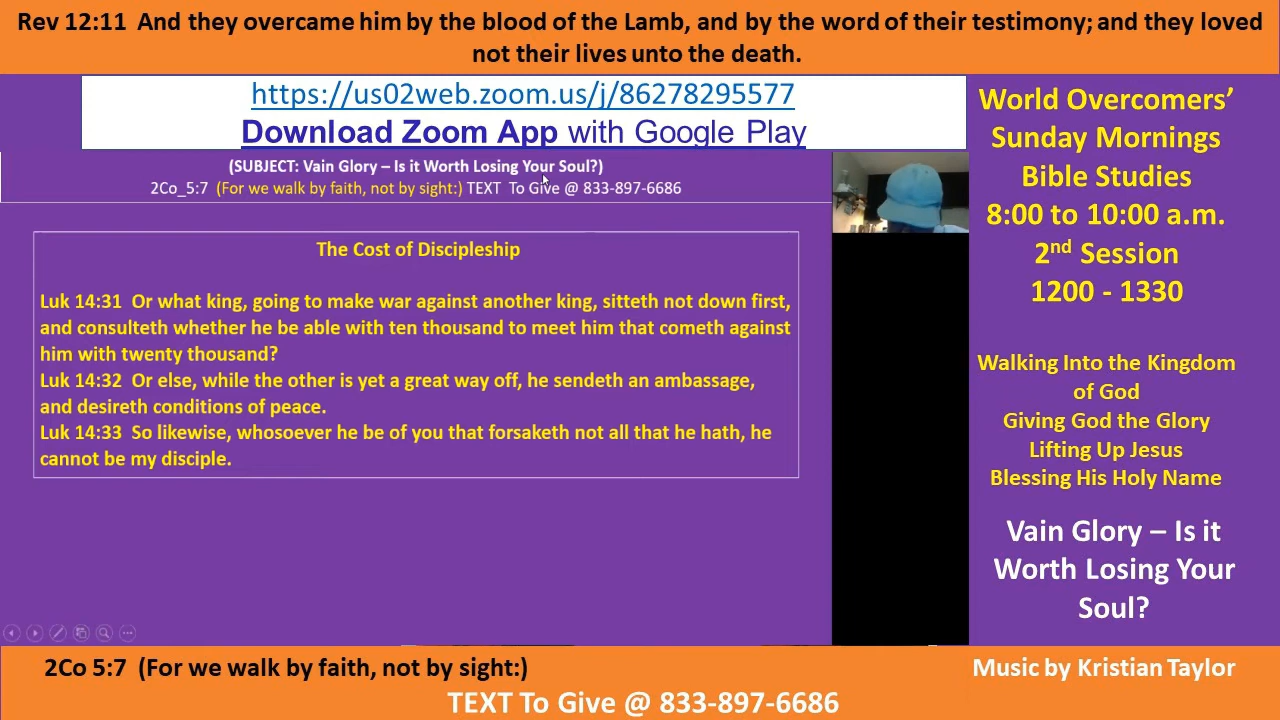 Rev 12:11  And they overcame him by the blood of the Lamb, and by the word of their testimony; and they loved
not their lives unto the death.
https://us02web.zoom.us/j/86278295577
Download Zoom App with Google Play
(SUBJECT: Vain Glory – Is it Worth Losing Your Soul?)
2Co_5:7  (For we walk by faith, not by sight:) TEXT  To Give @ 833-897-6686
The Cost of Discipleship
Luk 14:31  Or what king, going to make war against another king, sitteth not down first,
and consulteth whether he be able with ten thousand to meet him that cometh against
him with twenty thousand?
Luk 14:32  Or else, while the other is yet a great way off, he sendeth an ambassage,
and desireth conditions of peace.
Luk 14:33  So likewise, whosoever he be of you that forsaketh not all that he hath, he
cannot be my disciple.
World Overcomers’
Sunday Mornings
Bible Studies
8:00 to 10:00 a.m.
2nd Session
1200 - 1330
Walking Into the Kingdom
of God
Giving God the Glory
Lifting Up Jesus
Blessing His Holy Name
Vain Glory – Is it
Worth Losing Your
Soul?
2Co 5:7  (For we walk by faith, not by sight:)
Music by Kristian Taylor
TEXT To Give @ 833-897-6686